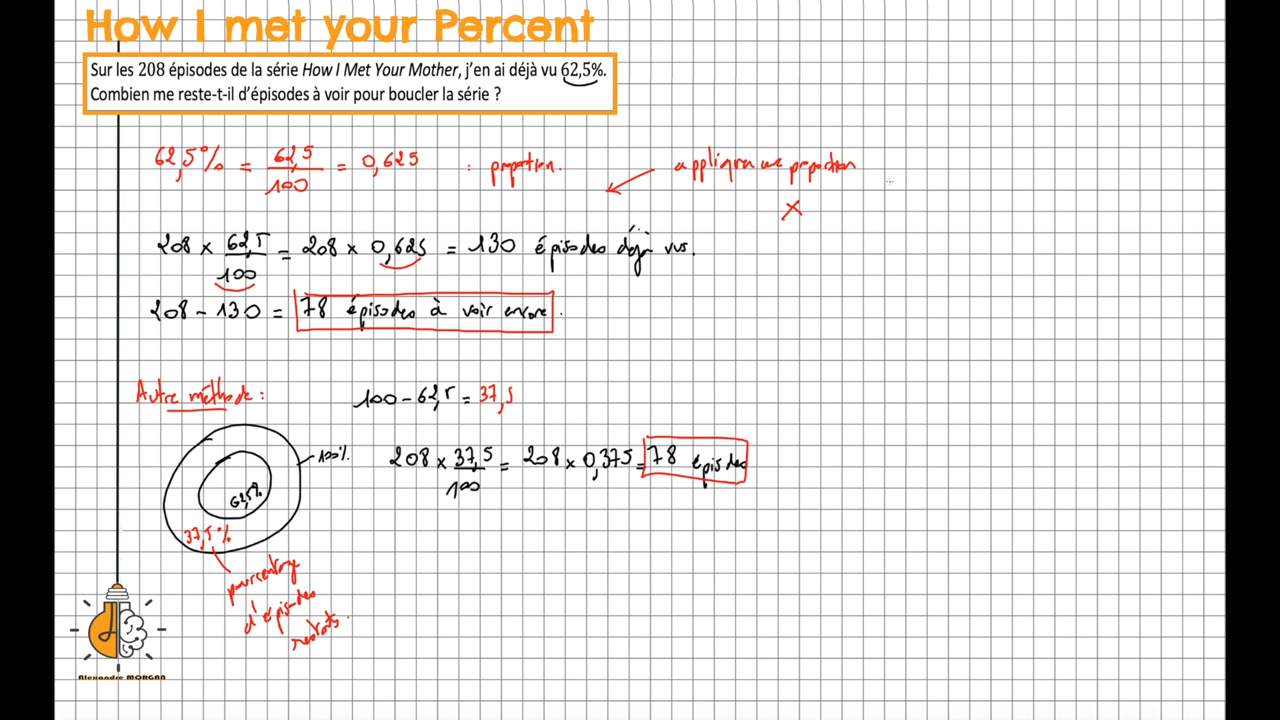 How I met your Percent
Sur les 208 épisodes de la série How I Met Your Mother, j'en ai déjà vu 62,5%.
Combien me reste-t-il d'épisodes à voir pour boucler la série ?
62,5% = 62,5/100 = 0,625 : proportion.
appliquer une proportion
×
208 × 62,5/100 = 208 × 0,625 = 130 épisodes déjà vus.
208 - 130 = 78 épisodes à voir encore.
Autre méthode :
100 - 62,5 = 37,5
100%
62,5%
37,5%
208 × 37,5/100 = 208 × 0,375 = 78 épisodes
pourcentage
d'épisodes
restants.
Alexandre MORGAN